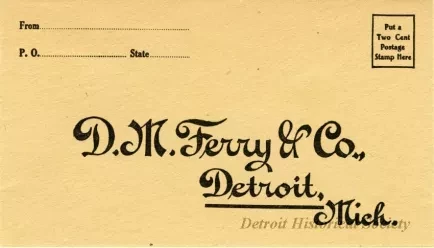 From
P. O. State
Put a
Two Cent
Postage
Stamp Here
D. M. Ferry & Co.,
Detroit,
Mich.
Detroit Historical Society